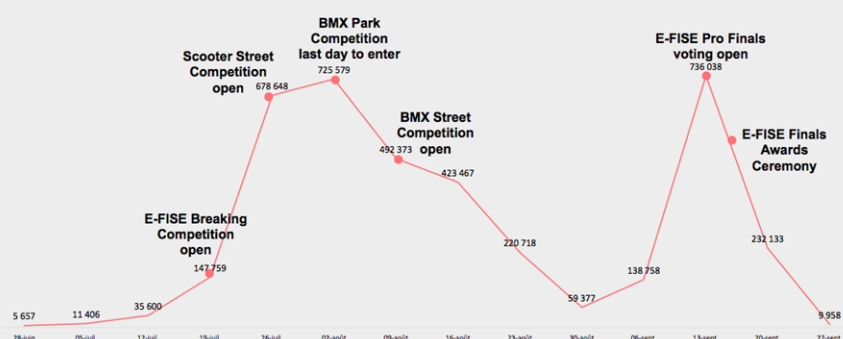 BMX Park
Competition
last day to enter
725 579
Scooter Street
Competition
open
678 648
E-FISE Pro Finals
voting open
736 038
BMX Street
Competition
open
492 373
423 467
E-FISE Finals
Awards
Ceremony
E-FISE Breaking
Competition
open
147 759
220 718
232 133
138 758
59 377
35 600
11 406
5 657
9 958
28-juin
05-juil
12-juil
19-juil
26-juil
02-août
09-août
16-août
23-août
30-août
06-sept
13-sept
20-sept
27-sept